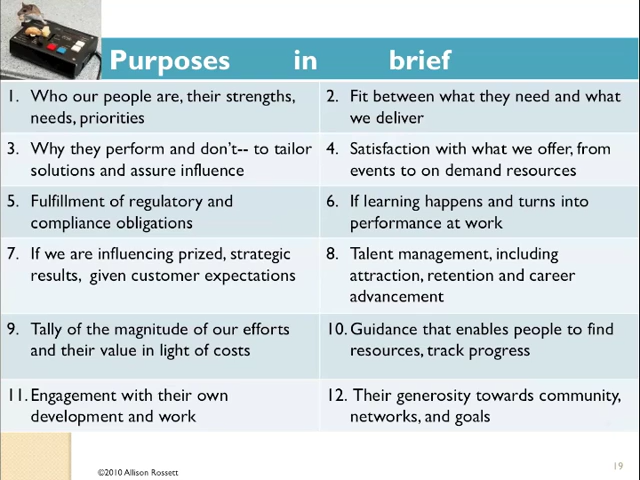 Purposes in brief
1. Who our people are, their strengths,
needs, priorities
2. Fit between what they need and what
we deliver
3. Why they perform and don't-- to tailor
solutions and assure influence
4. Satisfaction with what we offer, from
events to on demand resources
5. Fulfillment of regulatory and
compliance obligations
6. If learning happens and turns into
performance at work
7. If we are influencing prized, strategic
results, given customer expectations
8. Talent management, including
attraction, retention and career
advancement
9. Tally of the magnitude of our efforts
and their value in light of costs
10. Guidance that enables people to find
resources, track progress
11. Engagement with their own
development and work
12. Their generosity towards community,
networks, and goals
©2010 Allison Rossett
19